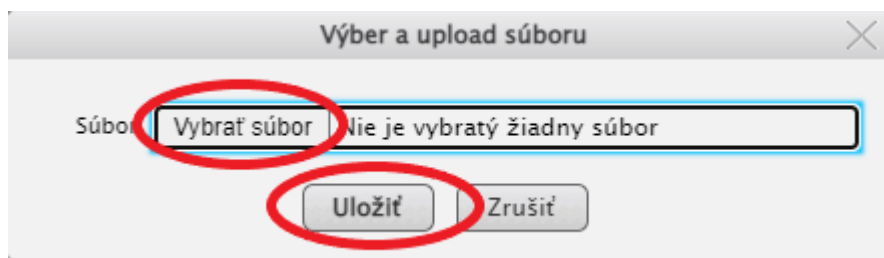 Výber a upload súboru
Súbor Vybrať súbor Nie je vybratý žiadny súbor
Uložiť Zrušiť